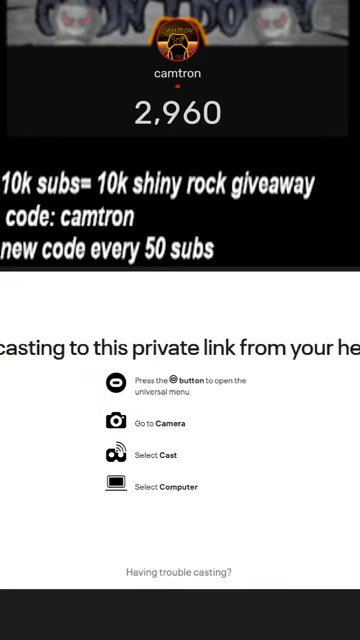 CAMTRON
camtron
2,960
10k subs= 10k shiny rock giveaway
code: camtron
new code every 50 subs
casting to this private link from your he
Press the button to open the
universal menu
Go to Camera
Select Cast
Select Computer
Having trouble casting?